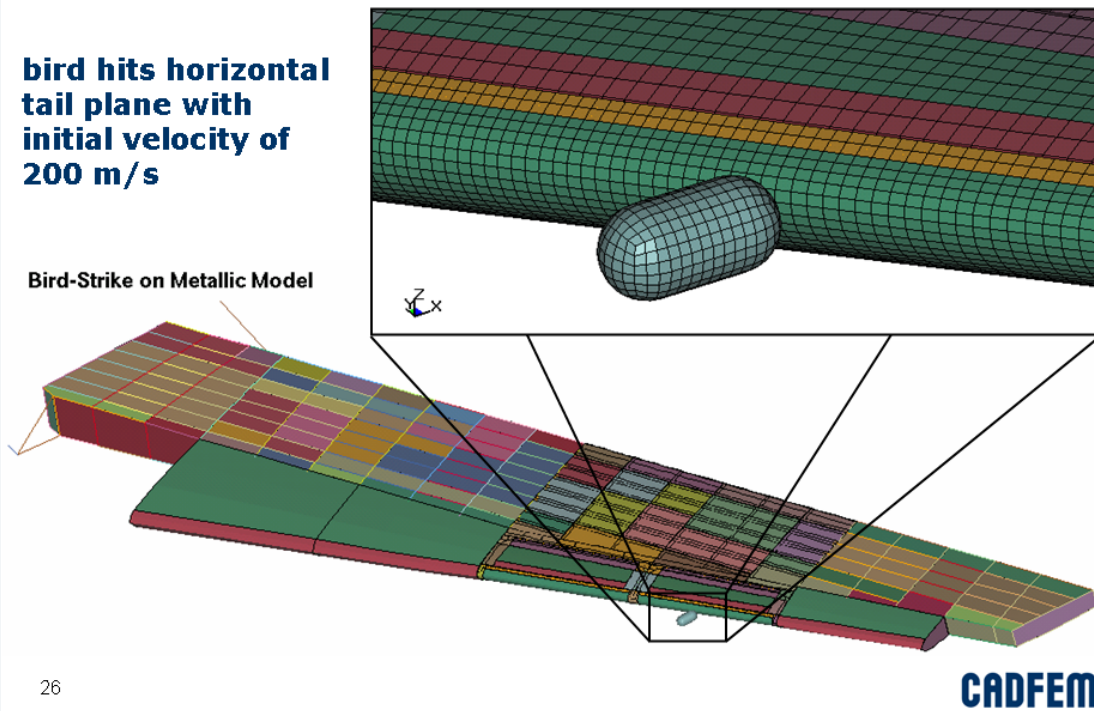 bird hits horizontal
tail plane with
initial velocity of
200 m/s
Z
Y X
Bird-Strike on Metallic Model
26
CADFEM